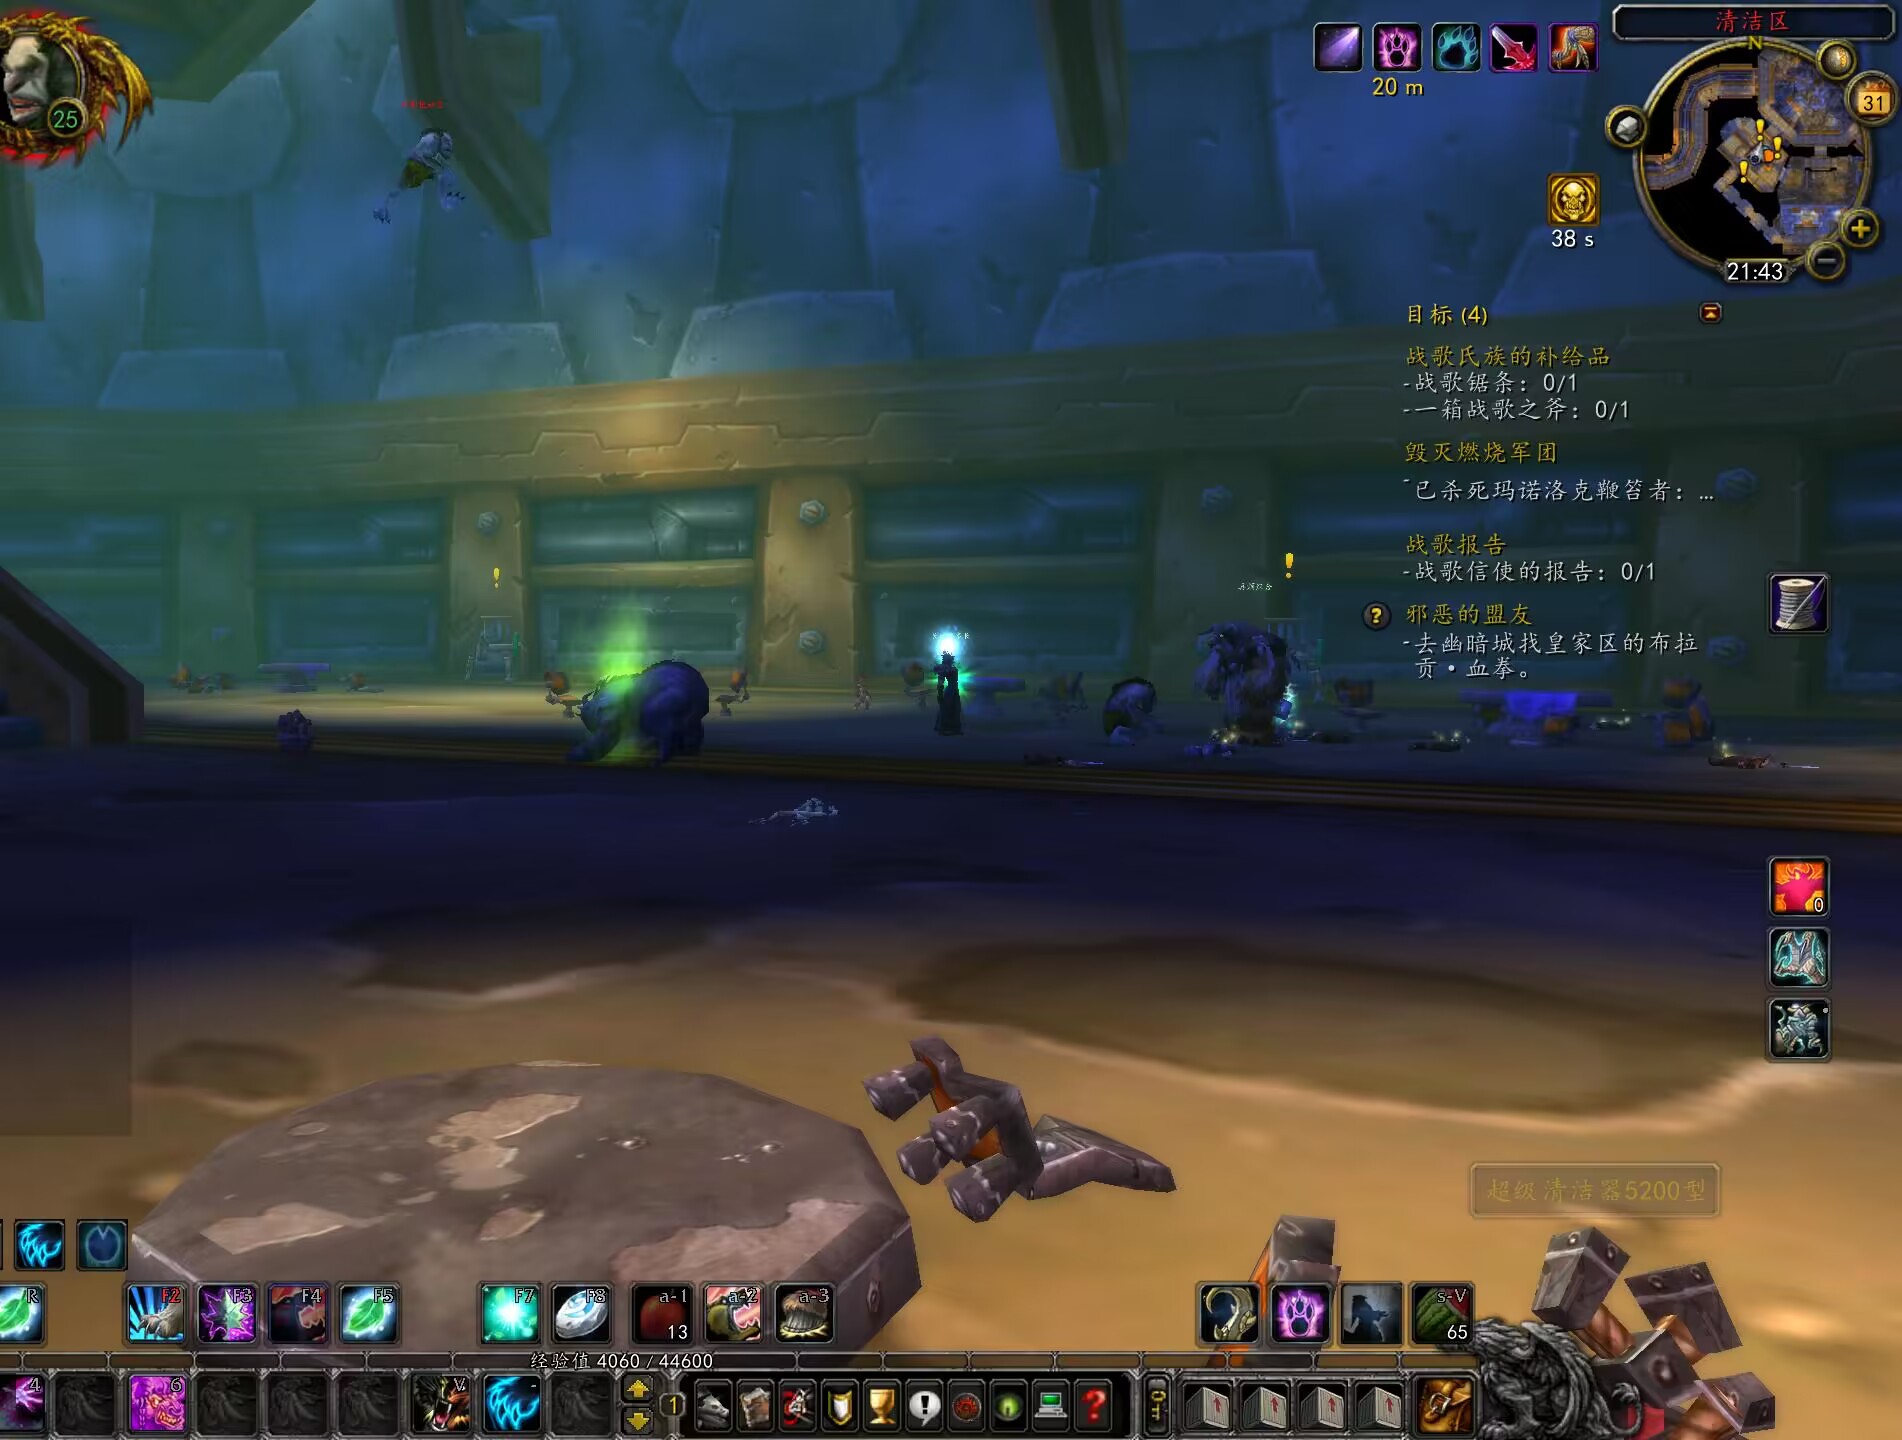 清洁区
N
25
31
20 m
38 s
21:43
目标 (4)
战歌氏族的补给品
-战歌锯条：0/1
-一箱战歌之斧：0/1
毁灭燃烧军团
-已杀死玛诺洛克鞭笞者：...
战歌报告
-战歌信使的报告：0/1
邪恶的盟友
-去幽暗城找皇家区的布拉
贡·血拳。
0
超级清洁器5200型
R F2 F3 F4 F5 F7 F8 a-1 a-2 a-3 s-V
13 65
经验值 4060 / 44600
4 6 V - 1